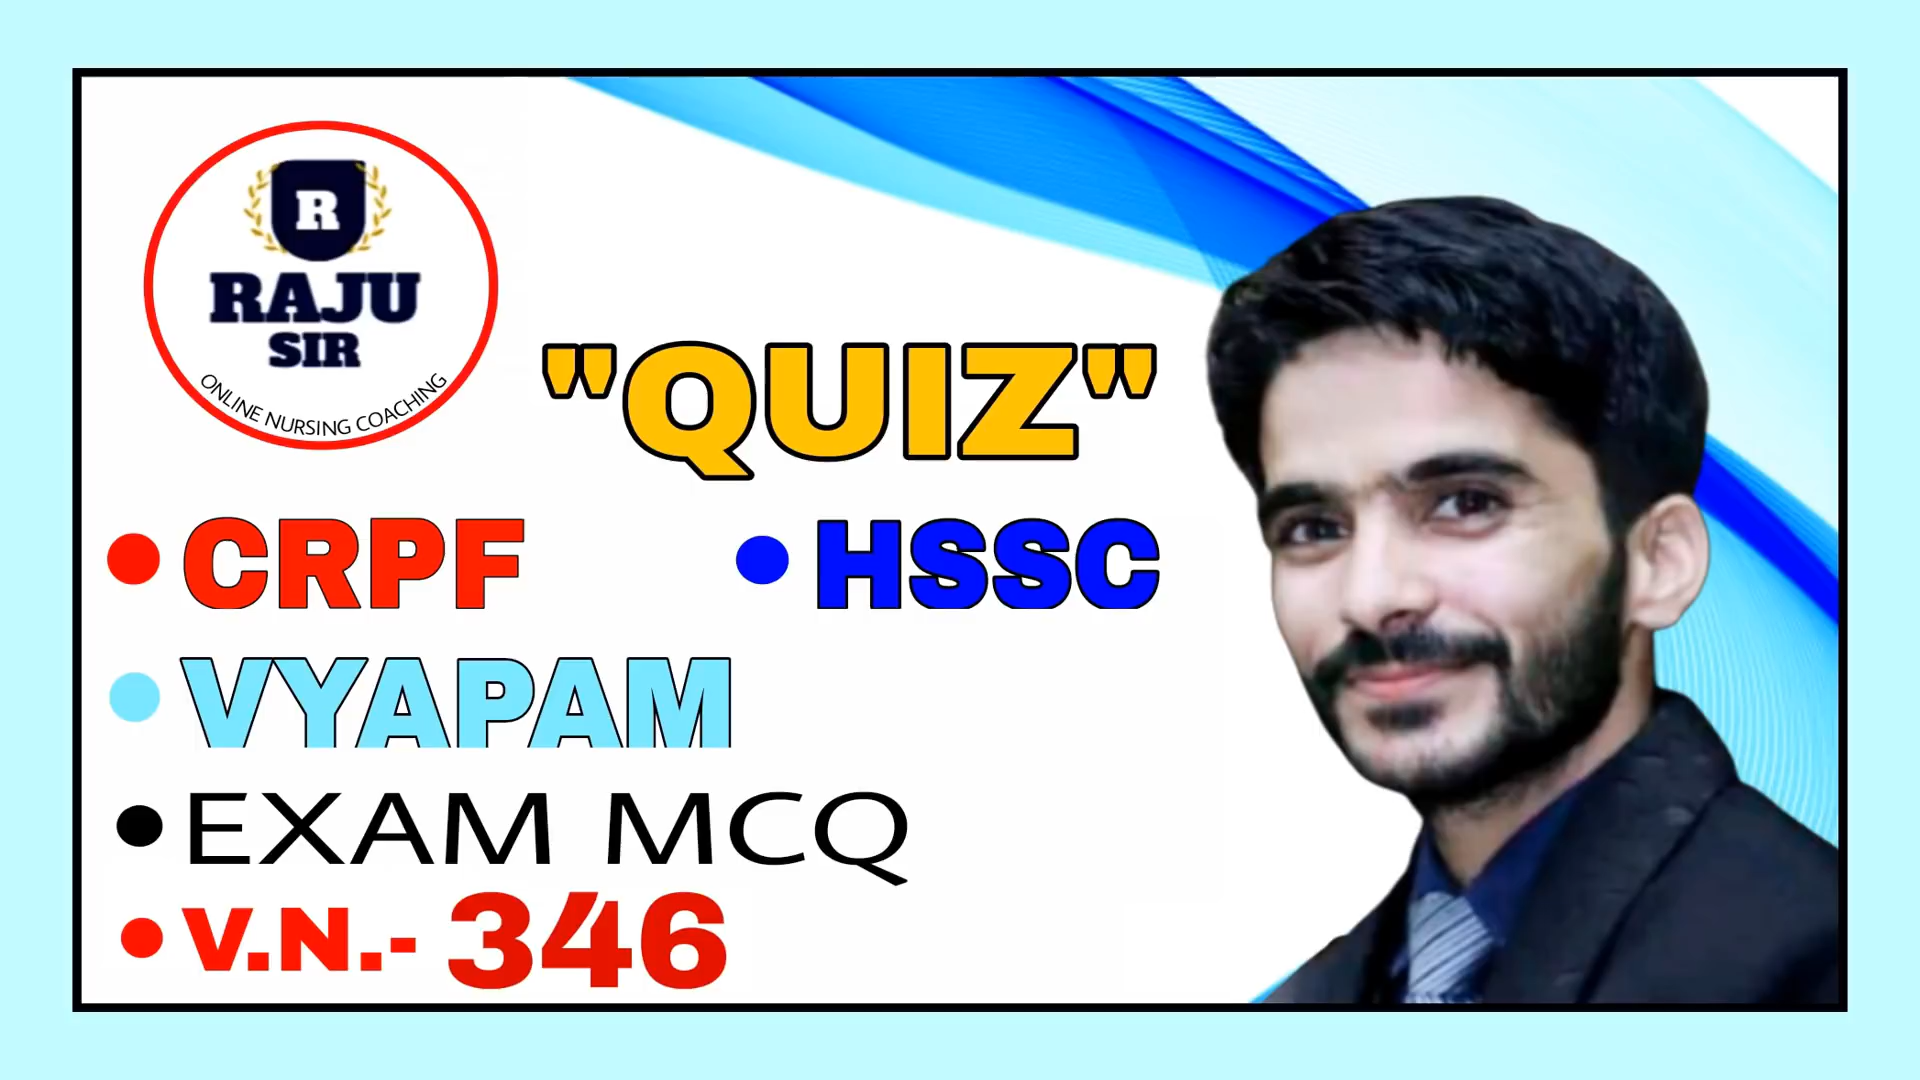 R
RAJU
SIR
ONLINE NURSING COACHING
"QUIZ"
•CRPF •HSSC
•VYAPAM
•EXAM MCQ
•V.N.- 346